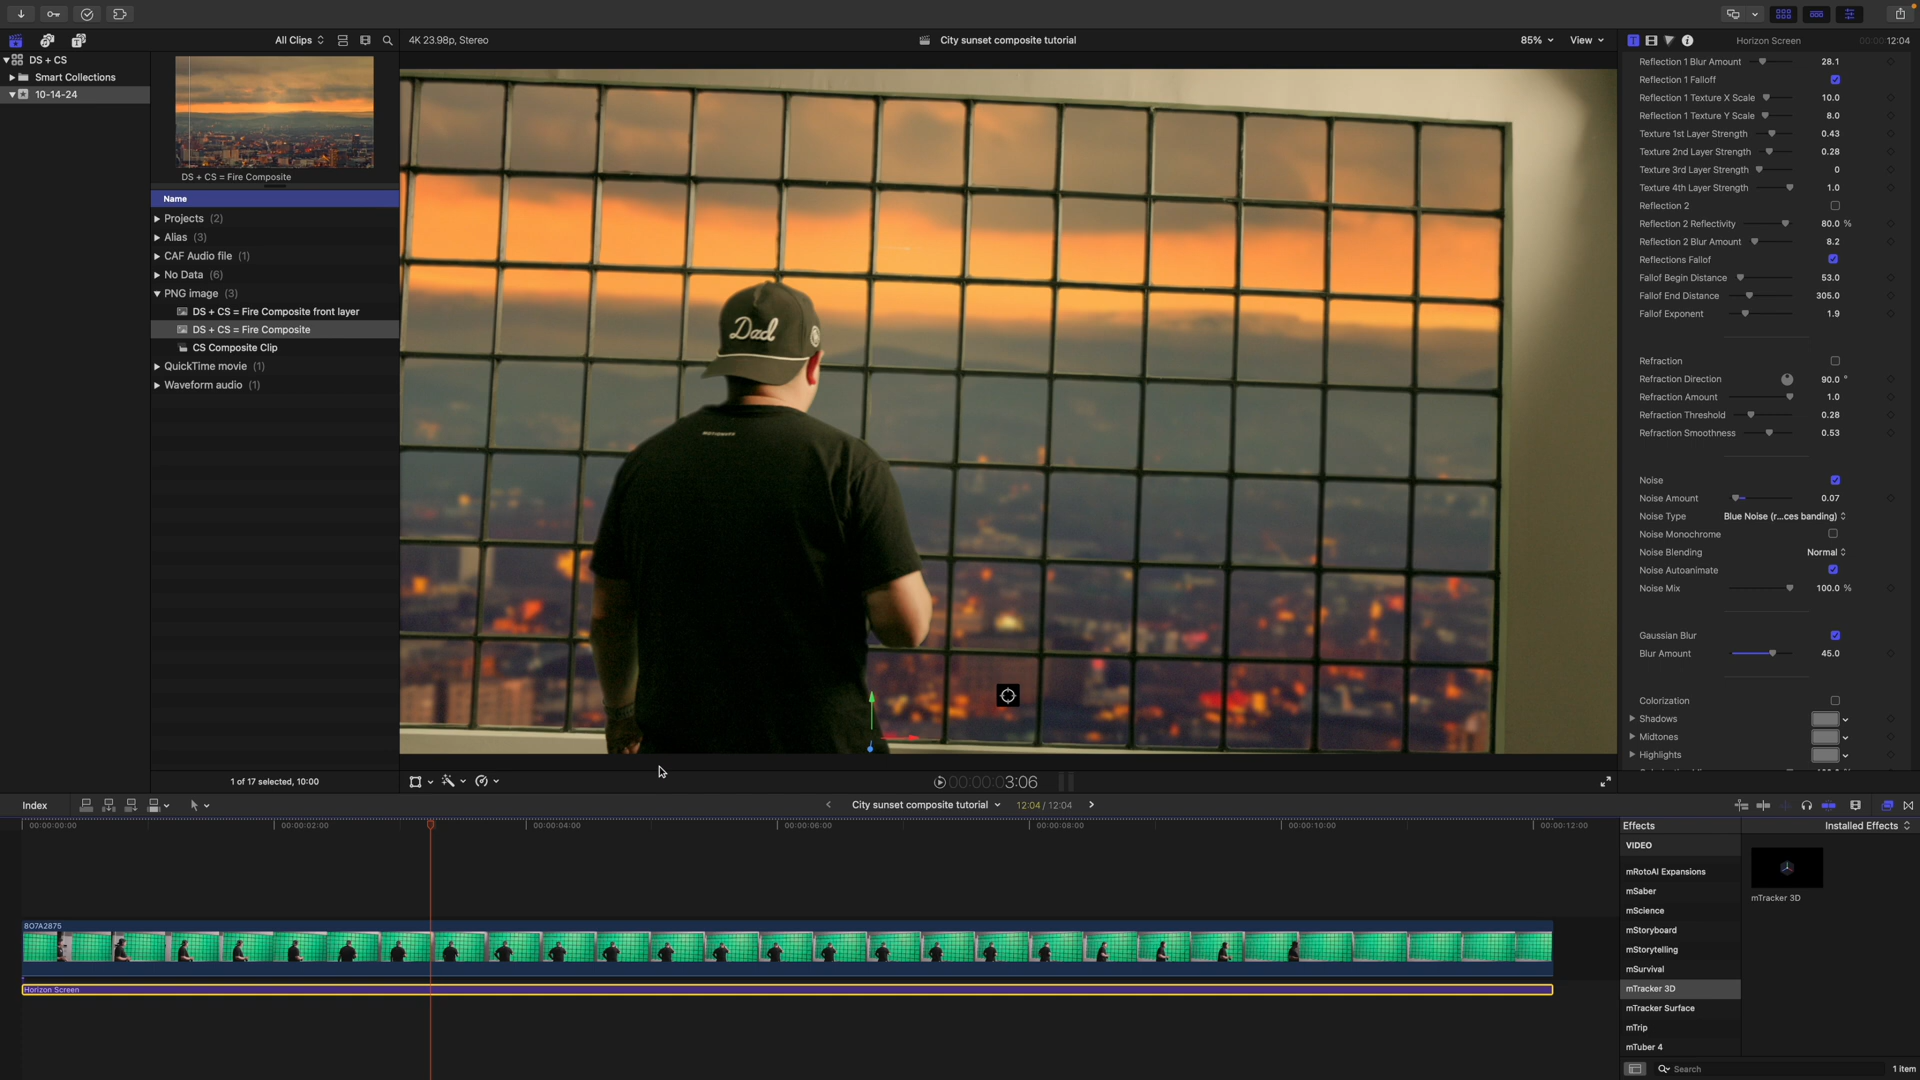 All Clips
4K 23.98p, Stereo
City sunset composite tutorial
85%
View
Horizon Screen
12:04
DS + CS
Smart Collections
10-14-24
DS + CS = Fire Composite
Name
Projects (2)
Alias (3)
CAF Audio file (1)
No Data (6)
PNG image (3)
DS + CS = Fire Composite front layer
DS + CS = Fire Composite
CS Composite Clip
QuickTime movie (1)
Waveform audio (1)
1 of 17 selected, 10:00
Dad
Reflection 1 Blur Amount 28.1
Reflection 1 Falloff
Reflection 1 Texture X Scale 10.0
Reflection 1 Texture Y Scale 8.0
Texture 1st Layer Strength 0.43
Texture 2nd Layer Strength 0.28
Texture 3rd Layer Strength 0
Texture 4th Layer Strength 1.0
Reflection 2
Reflection 2 Reflectivity 80.0 %
Reflection 2 Blur Amount 8.2
Reflections Fallof
Fallof Begin Distance 53.0
Fallof End Distance 305.0
Fallof Exponent 1.9
Refraction
Refraction Direction 90.0 °
Refraction Amount 1.0
Refraction Threshold 0.28
Refraction Smoothness 0.53
Noise
Noise Amount 0.07
Noise Type Blue Noise (r...ces banding)
Noise Monochrome
Noise Blending Normal
Noise Autoanimate
Noise Mix 100.0 %
Gaussian Blur
Blur Amount 45.0
Colorization
Shadows
Midtones
Highlights
00:00:00:03:06
Index
City sunset composite tutorial
12:04 / 12:04
00:00:00:00
00:00:02:00
00:00:04:00
00:00:06:00
00:00:08:00
00:00:10:00
00:00:12:00
8O7A2875
Horizon Screen
Effects
Installed Effects
VIDEO
mRotoAI Expansions
mSaber
mScience
mStoryboard
mStorytelling
mSurvival
mTracker 3D
mTracker Surface
mTrip
mTuber 4
mTracker 3D
Search
1 item